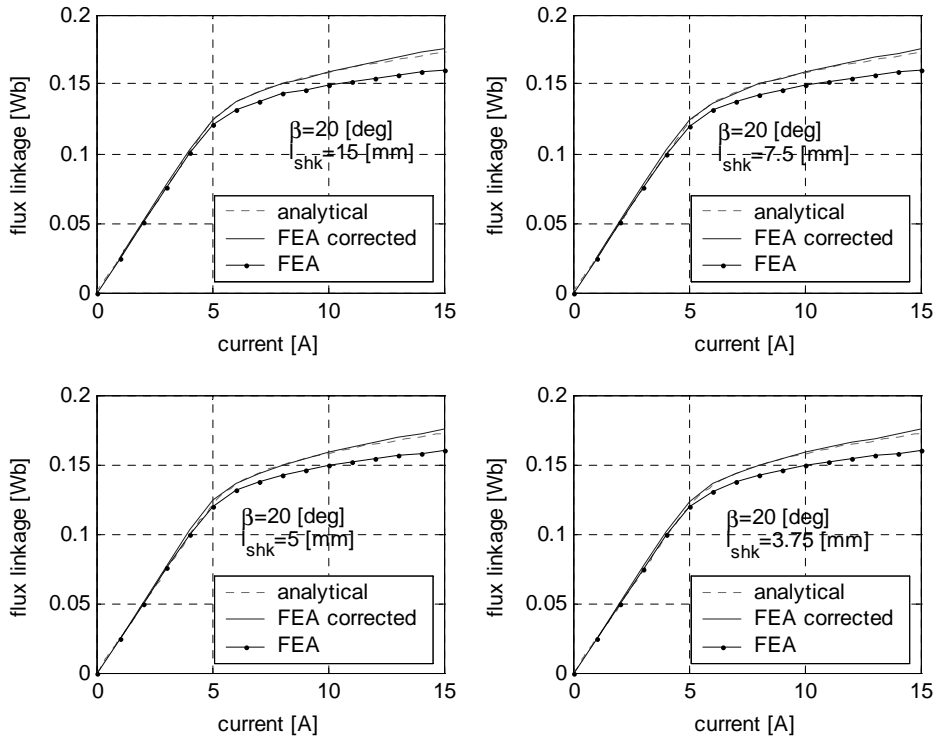 0.2
0.15
0.1
0.05
0
flux linkage [Wb]
β=20 [deg]
l_shk=15 [mm]
analytical
FEA corrected
FEA
0 5 10 15
current [A]
0.2
0.15
0.1
0.05
0
flux linkage [Wb]
β=20 [deg]
l_shk=7.5 [mm]
analytical
FEA corrected
FEA
0 5 10 15
current [A]
0.2
0.15
0.1
0.05
0
flux linkage [Wb]
β=20 [deg]
l_shk=5 [mm]
analytical
FEA corrected
FEA
0 5 10 15
current [A]
0.2
0.15
0.1
0.05
0
flux linkage [Wb]
β=20 [deg]
l_shk=3.75 [mm]
analytical
FEA corrected
FEA
0 5 10 15
current [A]